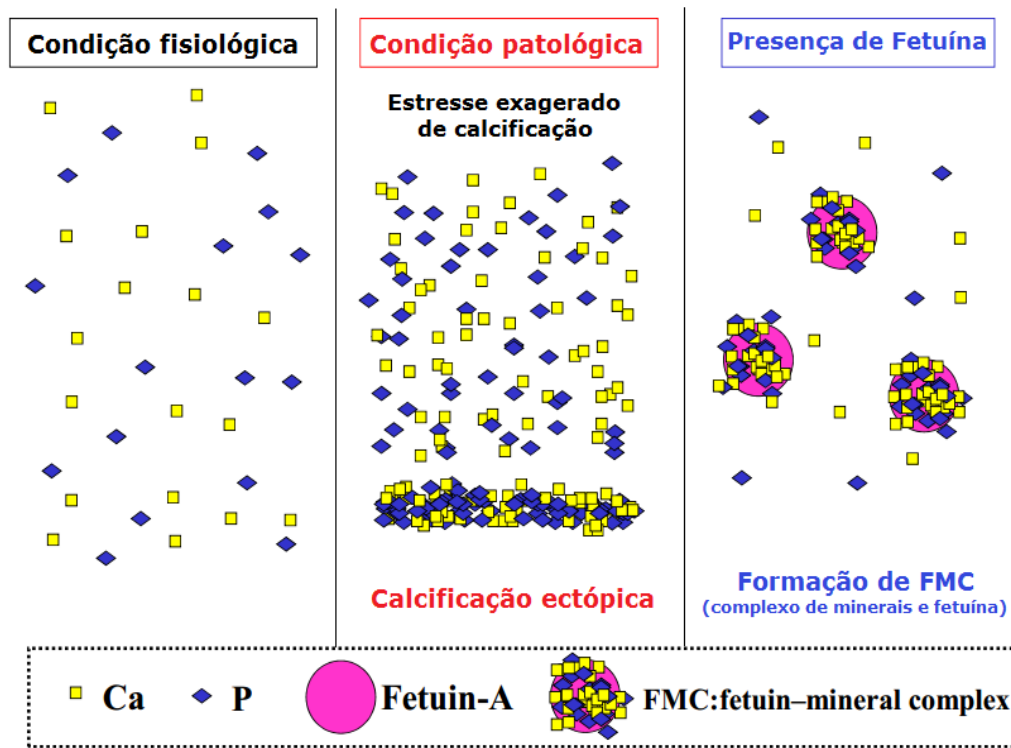 Condição fisiológica
Condição patológica
Estresse exagerado
de calcificação
Calcificação ectópica
Presença de Fetuína
Formação de FMC
(complexo de minerais e fetuína)
Ca
P
Fetuin-A
FMC:fetuin–mineral complex